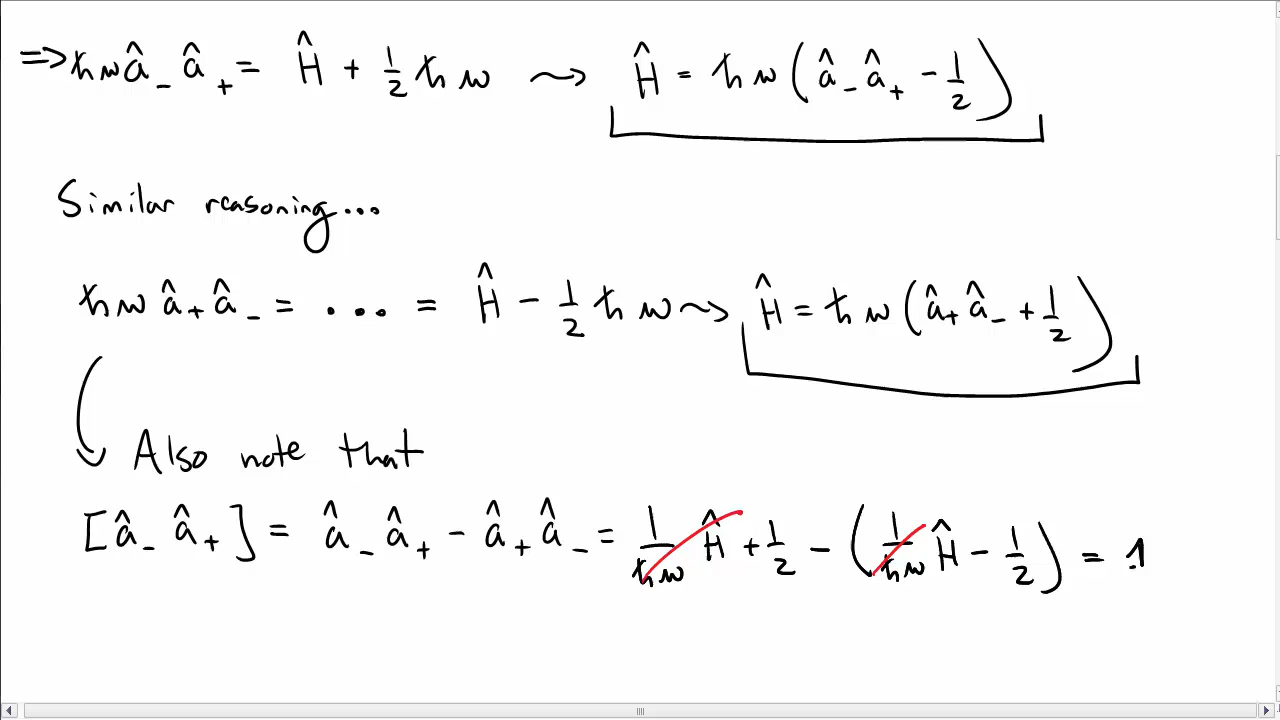 ⇒ ħω â₋ â₊ = Ĥ + 1/2 ħω ⤳ Ĥ = ħω ( â₋ â₊ - 1/2 )
Similar reasoning...
ħω â₊ â₋ = ... = Ĥ - 1/2 ħω ⤳ Ĥ = ħω ( â₊ â₋ + 1/2 )
Also note that
[ â₋ â₊ ] = â₋ â₊ - â₊ â₋ = 1/ħω Ĥ + 1/2 - ( 1/ħω Ĥ - 1/2 ) = 1.